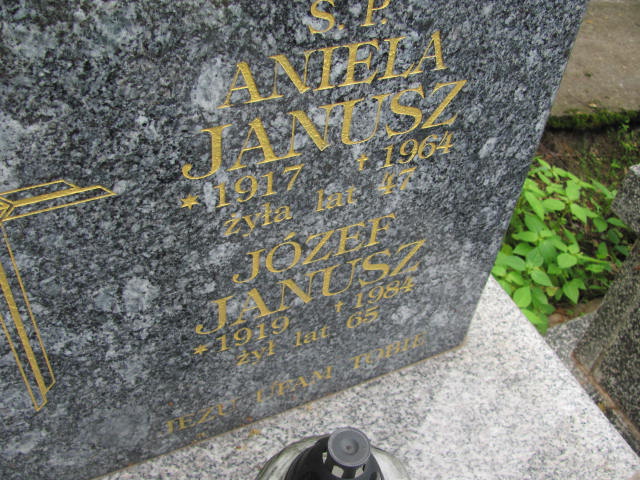 Ś. P.
ANIELA
JANUSZ
* 1917 † 1964
żyła lat 47
JÓZEF
JANUSZ
* 1919 † 1984
żył lat 65
JEZU UFAM TOBIE